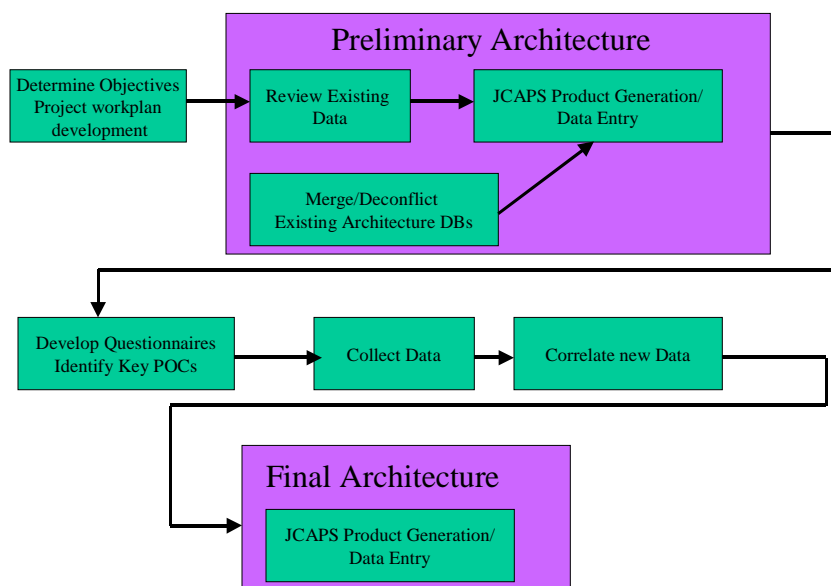 Preliminary Architecture
Determine Objectives
Project workplan
development
Review Existing
Data
JCAPS Product Generation/
Data Entry
Merge/Deconflict
Existing Architecture DBs
Develop Questionnaires
Identify Key POCs
Collect Data
Correlate new Data
Final Architecture
JCAPS Product Generation/
Data Entry